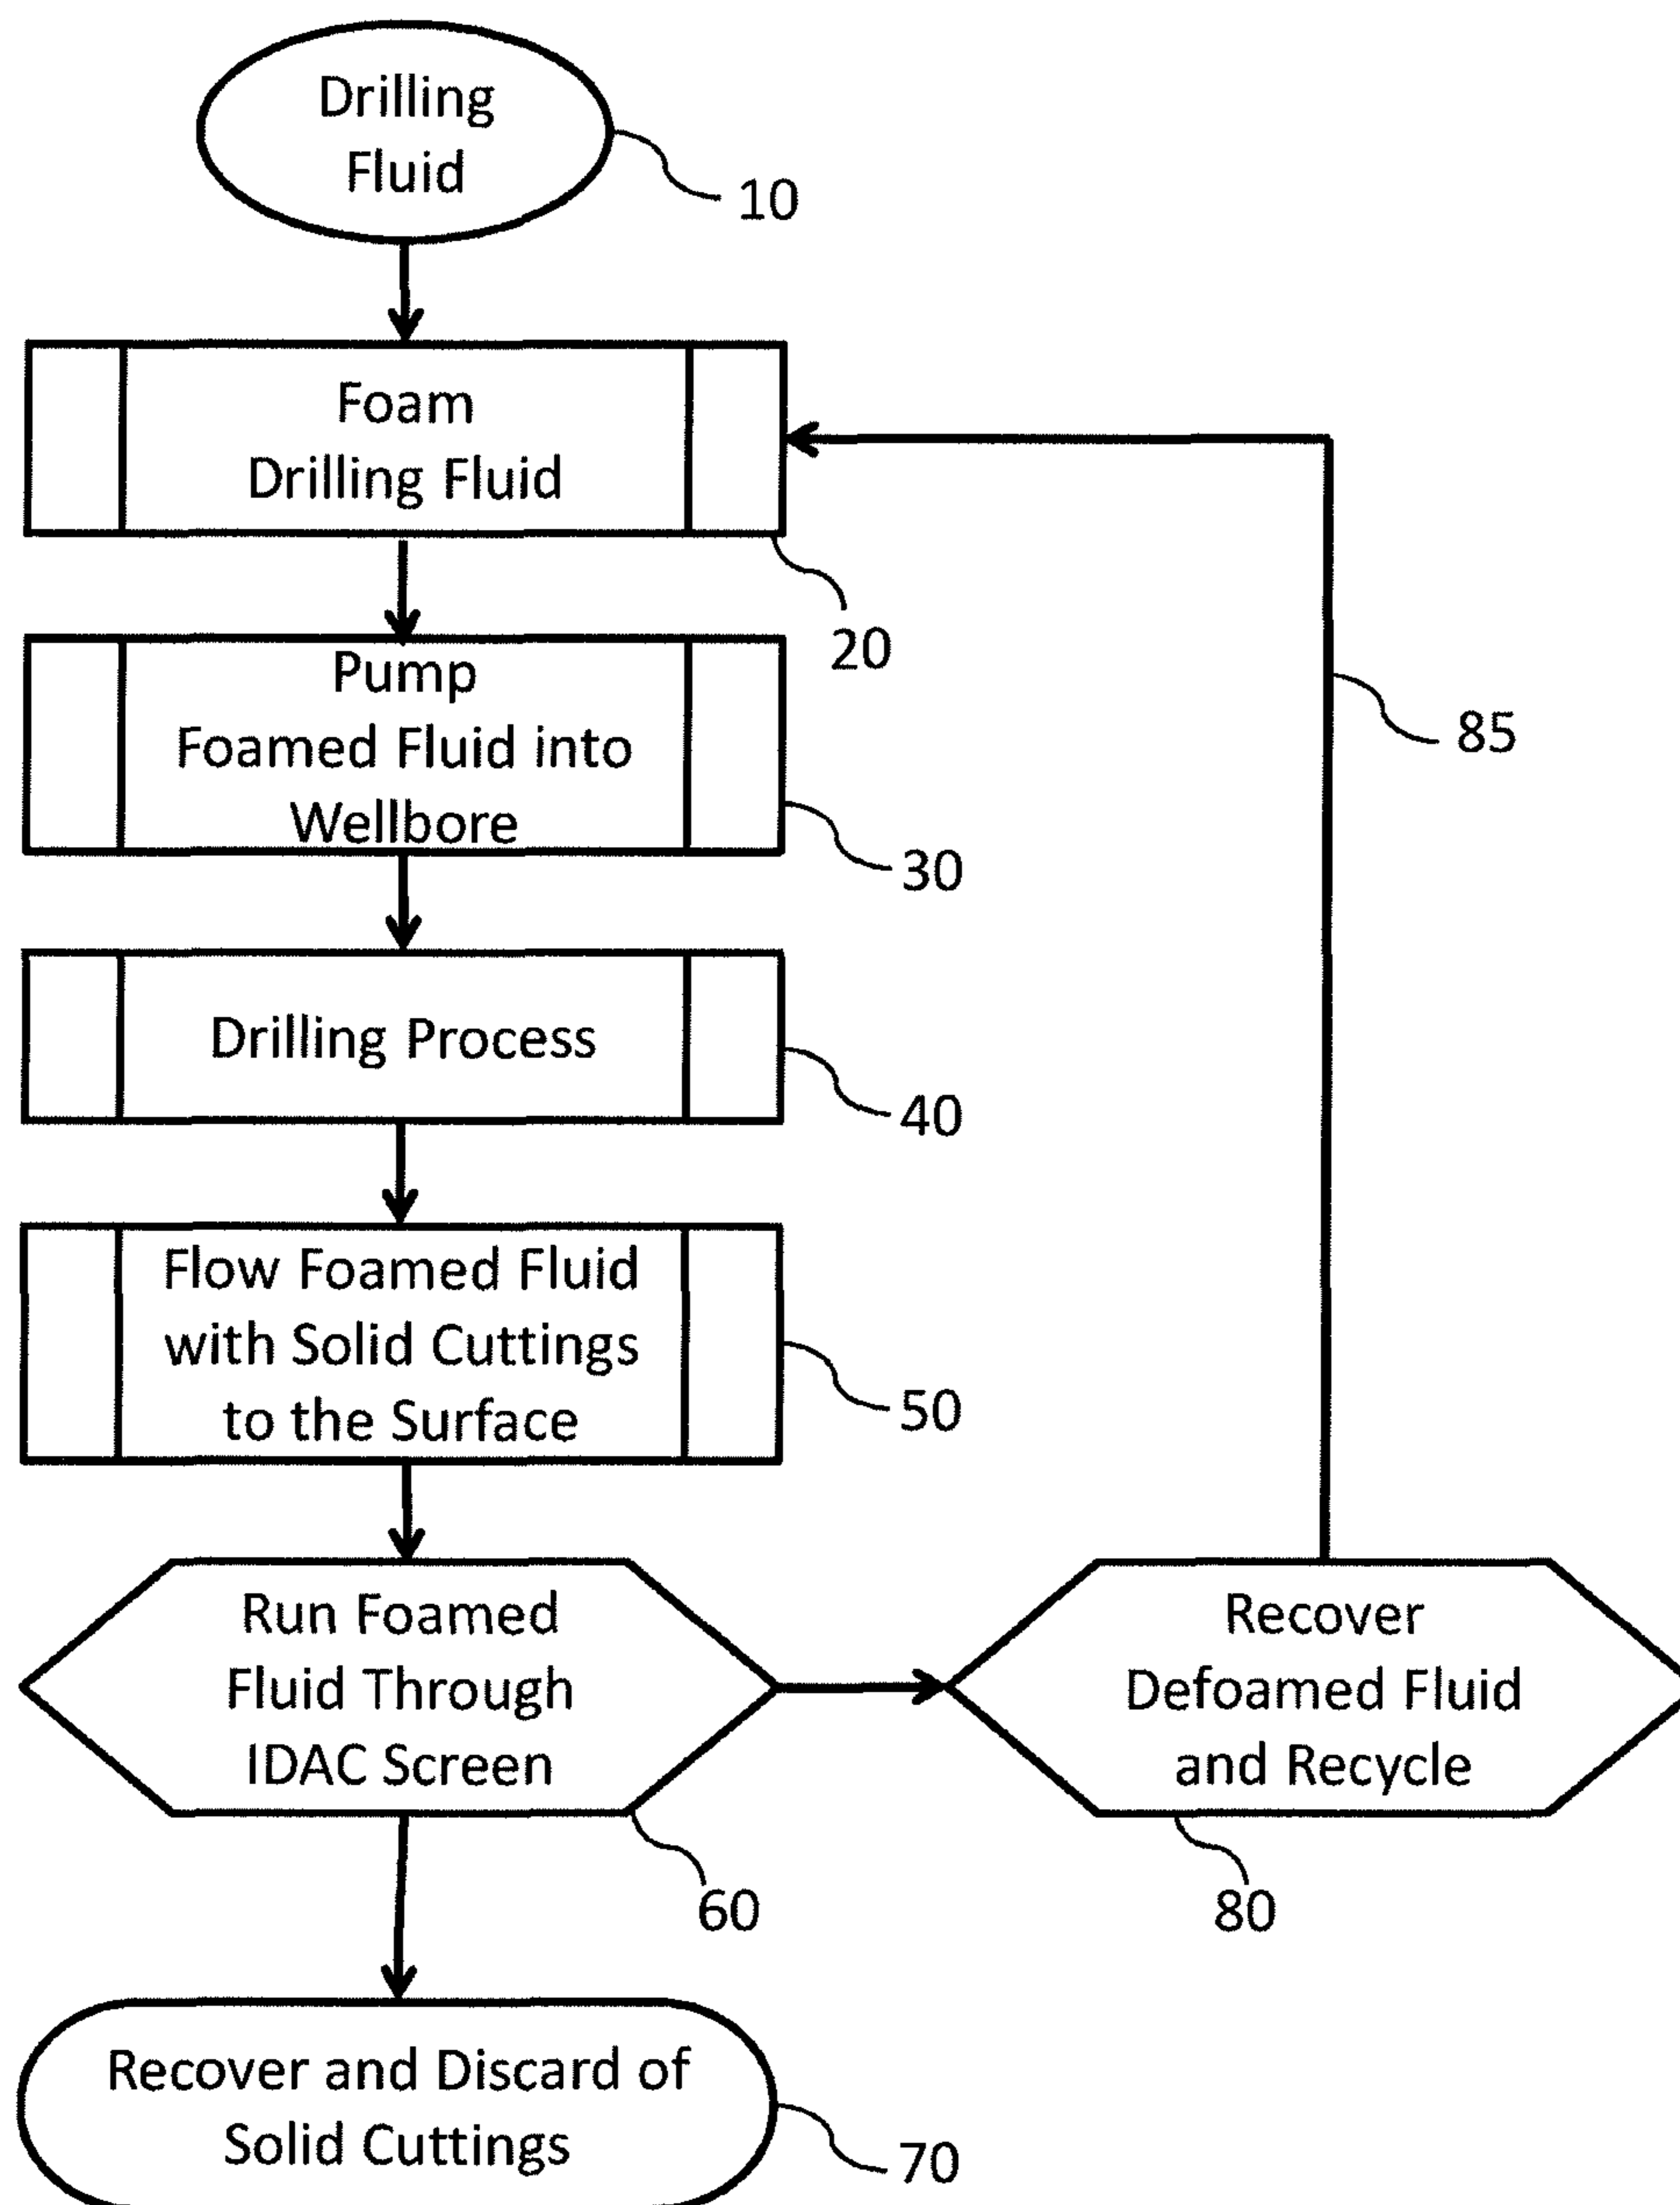 Drilling
Fluid
10
Foam
Drilling Fluid
20
Pump
Foamed Fluid into
Wellbore
30
85
Drilling Process
40
Flow Foamed Fluid
with Solid Cuttings
to the Surface
50
Run Foamed
Fluid Through
IDAC Screen
60
Recover
Defoamed Fluid
and Recycle
80
Recover and Discard of
Solid Cuttings
70